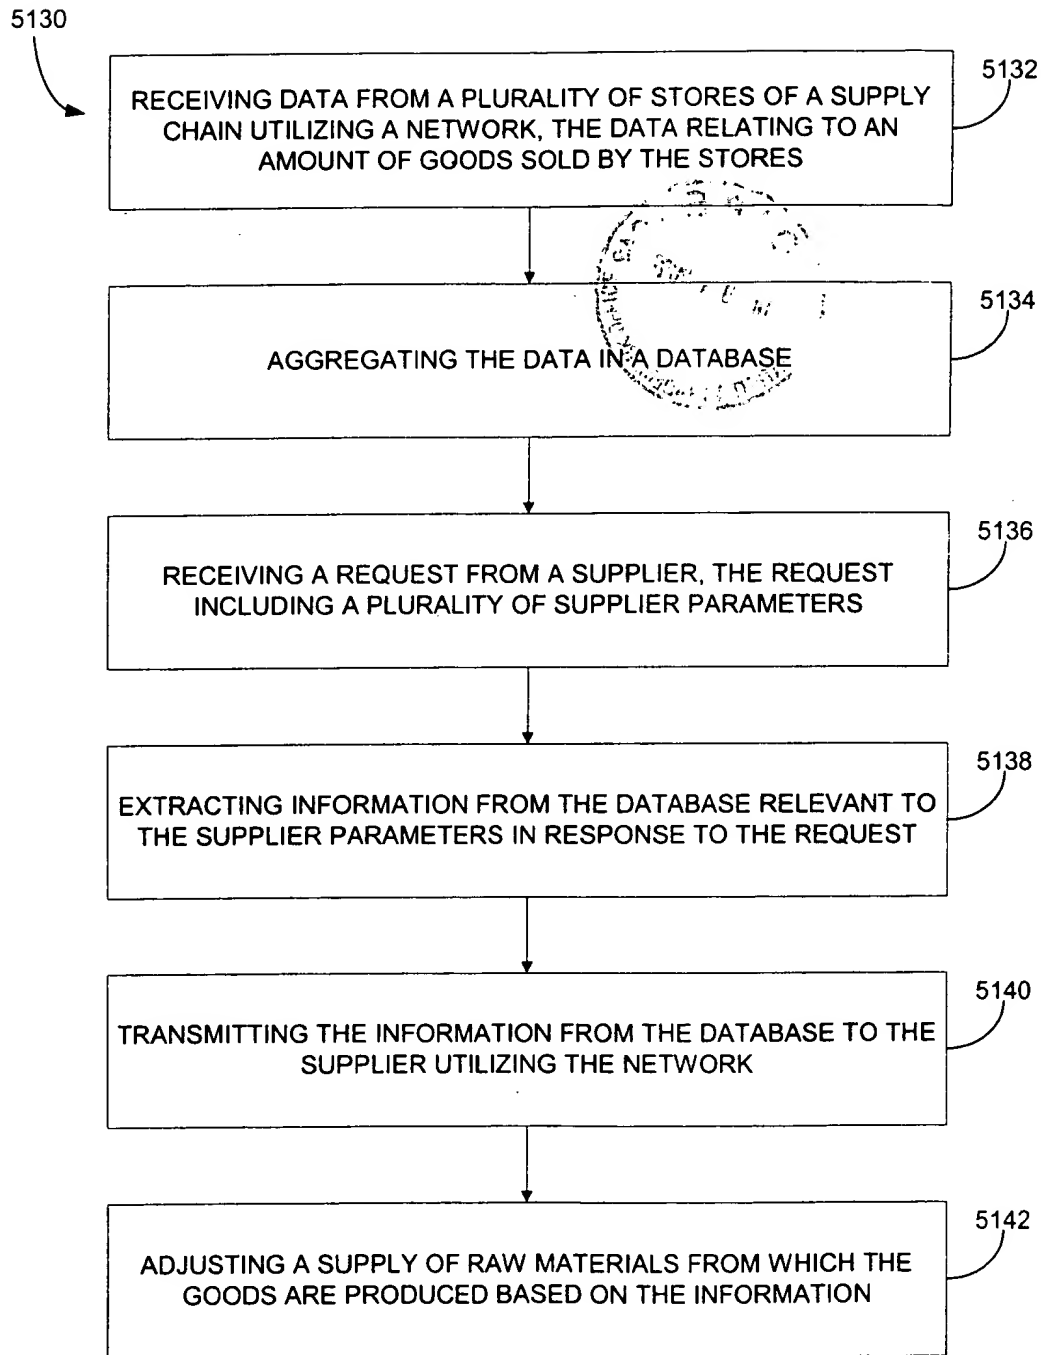 5130
5132
RECEIVING DATA FROM A PLURALITY OF STORES OF A SUPPLY
CHAIN UTILIZING A NETWORK, THE DATA RELATING TO AN
AMOUNT OF GOODS SOLD BY THE STORES
5134
AGGREGATING THE DATA IN A DATABASE
5136
RECEIVING A REQUEST FROM A SUPPLIER, THE REQUEST
INCLUDING A PLURALITY OF SUPPLIER PARAMETERS
5138
EXTRACTING INFORMATION FROM THE DATABASE RELEVANT TO
THE SUPPLIER PARAMETERS IN RESPONSE TO THE REQUEST
5140
TRANSMITTING THE INFORMATION FROM THE DATABASE TO THE
SUPPLIER UTILIZING THE NETWORK
5142
ADJUSTING A SUPPLY OF RAW MATERIALS FROM WHICH THE
GOODS ARE PRODUCED BASED ON THE INFORMATION